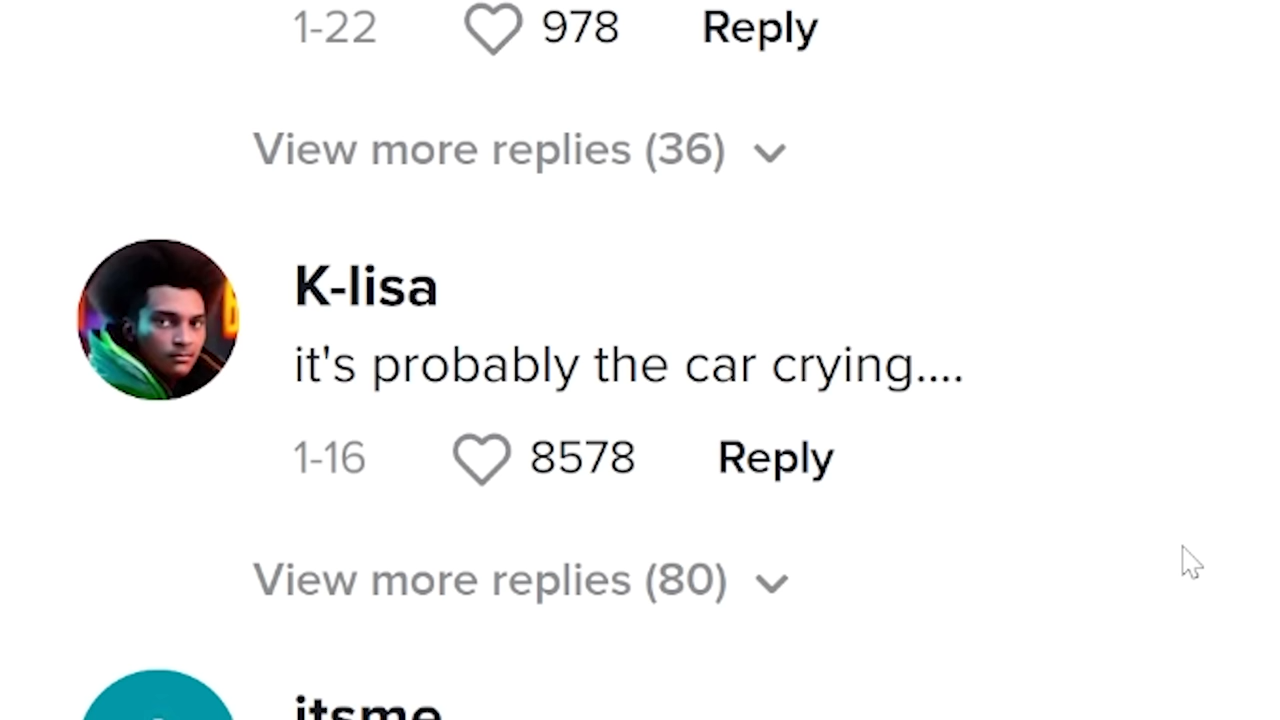 1-22 978 Reply
View more replies (36)
K-lisa
it's probably the car crying....
1-16 8578 Reply
View more replies (80)
itsme